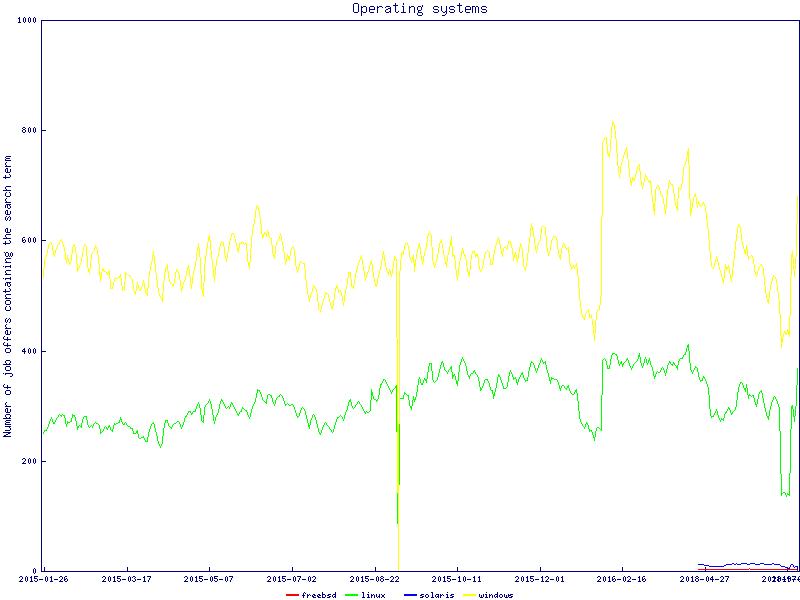 Operating systems
1000
800
600
400
200
0
Number of job offers containing the search term
2015-01-26 2015-03-17 2015-05-07 2015-07-02 2015-08-22 2015-10-11 2015-12-01 2016-02-16 2018-04-27
freebsd linux solaris windows